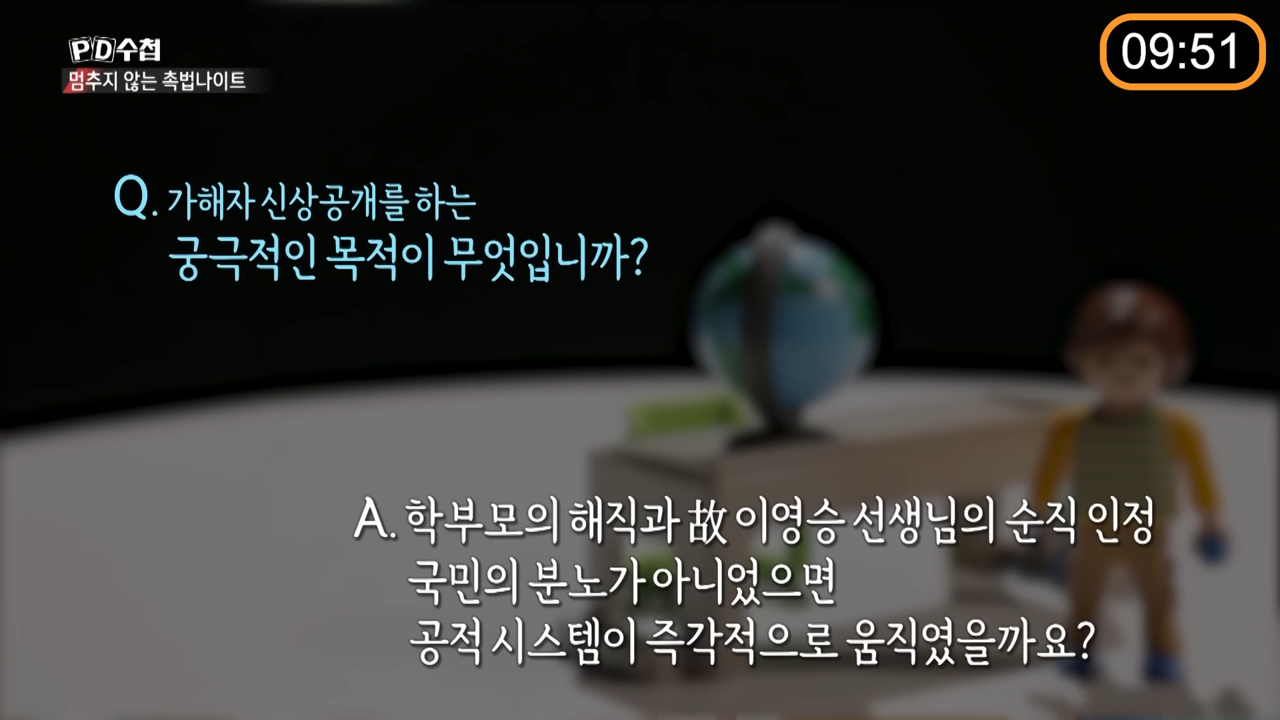 PD수첩
멈추지 않는 촉법나이트
09:51
Q. 가해자 신상공개를 하는
궁극적인 목적이 무엇입니까?
A. 학부모의 해직과 故 이영승 선생님의 순직 인정
국민의 분노가 아니었으면
공적 시스템이 즉각적으로 움직였을까요?